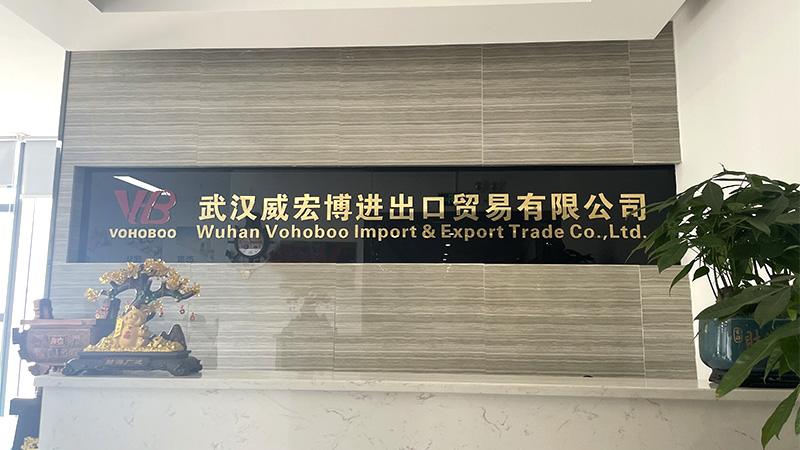 VHB
VOHOBOO
武汉威宏博进出口贸易有限公司
Wuhan Vohoboo Import & Export Trade Co.,Ltd.